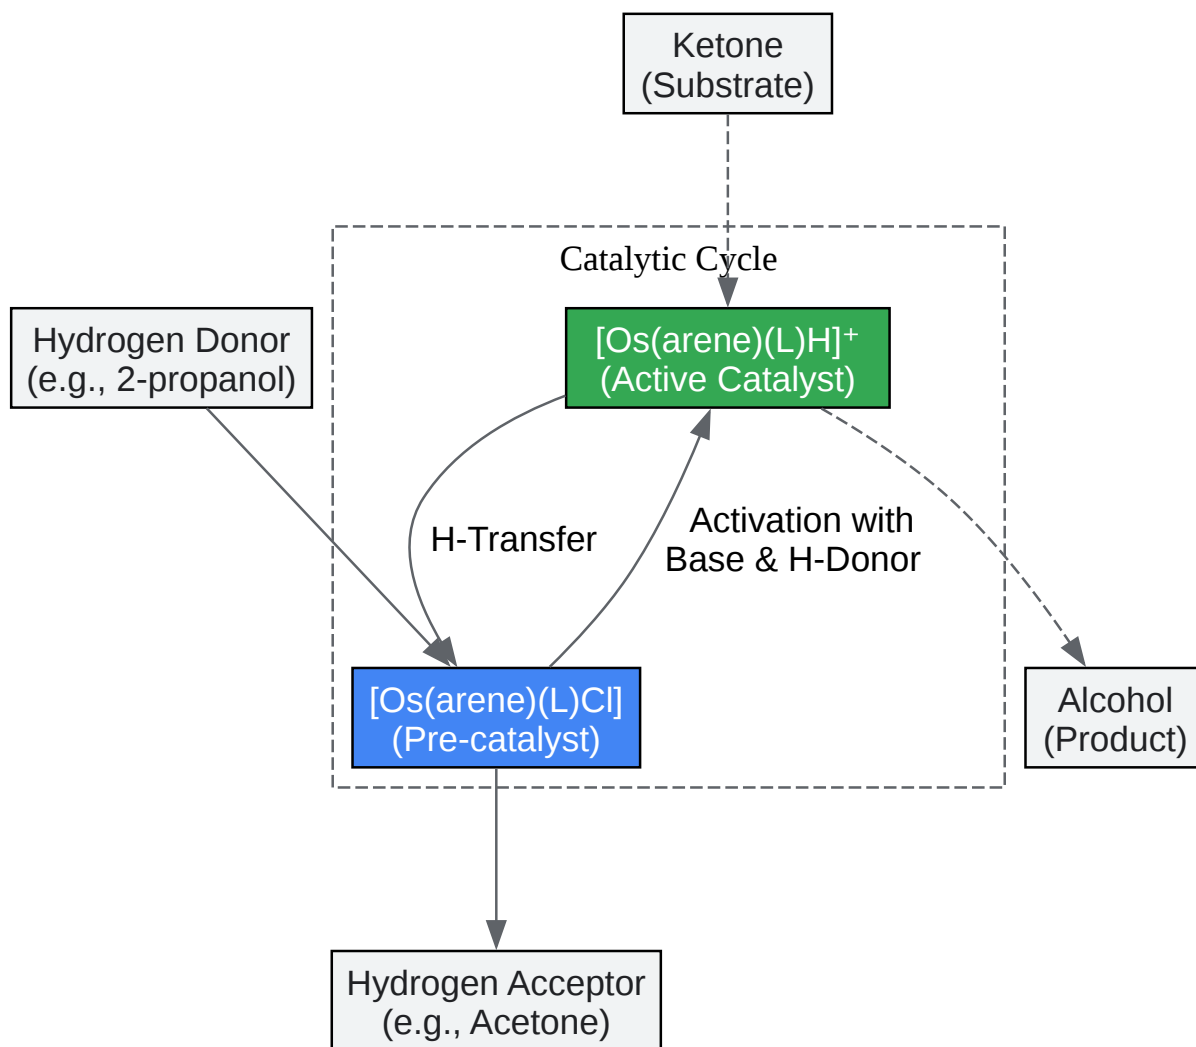 Ketone
(Substrate)
Catalytic Cycle
Hydrogen Donor
(e.g., 2-propanol)
[Os(arene)(L)H]⁺
(Active Catalyst)
H-Transfer
Activation with
Base & H-Donor
[Os(arene)(L)Cl]
(Pre-catalyst)
Alcohol
(Product)
Hydrogen Acceptor
(e.g., Acetone)